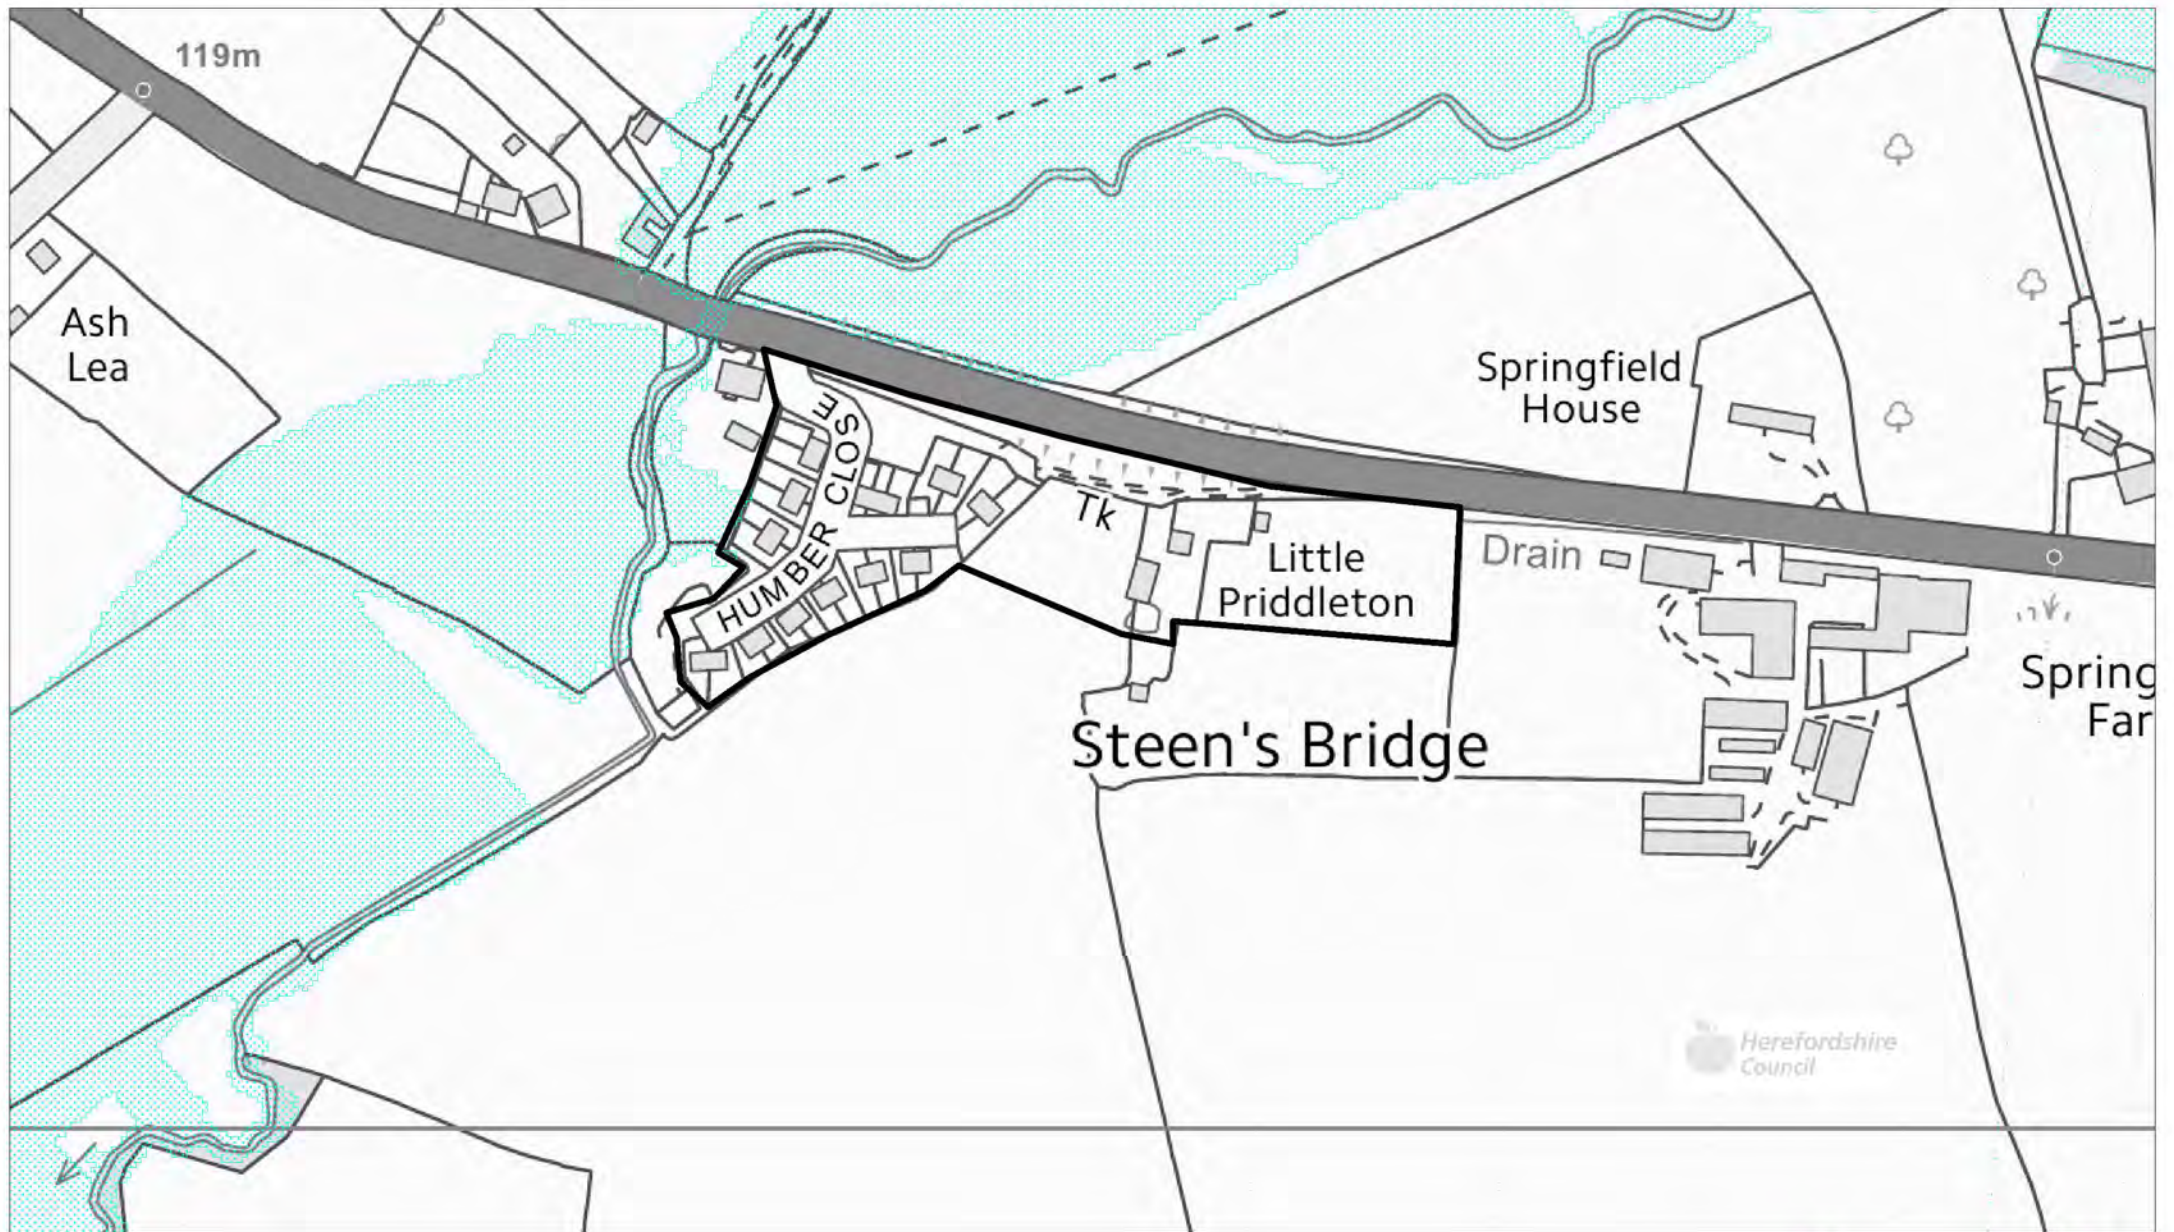 119m
Ash
Lea
Springfield
House
HUMBER CLOSE
Tk
Little
Priddleton
Drain
Spring
Far
Steen's Bridge
Herefordshire
Council